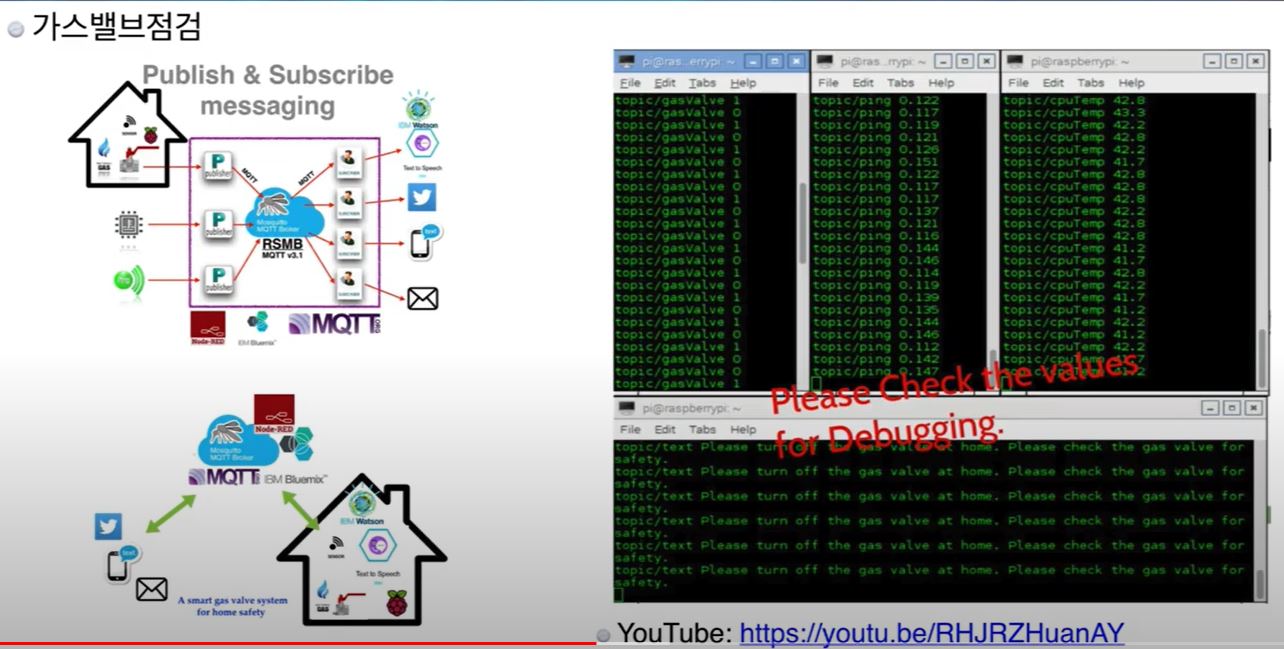 가스밸브점검
Publish & Subscribe
messaging
SENSOR
GAS
IBM Watson
Text to Speech
publisher
MQTT
MQTT
SUBSCRIBER
publisher
Mosquitto
MQTT Broker
SUBSCRIBER
RSMB
MQTT v3.1
SUBSCRIBER
publisher
text
SUBSCRIBER
Node-RED
IBM Bluemix™
MQTT.ORG
Node-RED
Mosquitto
MQTT Broker
MQTT
IBM Bluemix™
text
IBM Watson
SENSOR
Text to Speech
GAS
A smart gas valve system
for home safety
pi@ras...errypi: ~
File Edit Tabs Help
topic/gasValve 1
topic/gasValve 0
topic/gasValve 1
topic/gasValve 0
topic/gasValve 1
topic/gasValve 0
topic/gasValve 1
topic/gasValve 0
topic/gasValve 1
topic/gasValve 0
topic/gasValve
topic/gasValve 0
topic/gasValve 1
topic/gasValve 0
topic/gasValve 1
topic/gasValve 0
topic/gasValve 1
topic/gasValve 0
topic/gasValve 1
topic/gasValve 0
topic/gasValve 1
topic/gasValve 0
topic/gasValve 0
topic/gasValve 1
pi@ras...rrypi: ~
File Edit Tabs Help
topic/ping 0.122
topic/ping 0.117
topic/ping 0.119
topic/ping 0.121
topic/ping 0.126
topic/ping 0.151
topic/ping 0.122
topic/ping 0.117
topic/ping 0.117
topic/ping 0.137
topic/ping 0.121
topic/ping 0.116
topic/ping 0.144
topic/ping 0.146
topic/ping 0.114
topic/ping 0.119
topic/ping 0.139
topic/ping 0.135
topic/ping 0.144
topic/ping 0.146
topic/ping 0.112
topic/ping 0.142
topic/ping 0.147
pi@raspberrypi: ~
File Edit Tabs Help
topic/cpuTemp 42.8
topic/cpuTemp 43.3
topic/cpuTemp 42.2
topic/cpuTemp 42.8
topic/cpuTemp 42.2
topic/cpuTemp 41.7
topic/cpuTemp 42.8
topic/cpuTemp 42.8
topic/cpuTemp 42.8
topic/cpuTemp 42.2
topic/cpuTemp 42.8
topic/cpuTemp 42.8
topic/cpuTemp 41.2
topic/cpuTemp 41.7
topic/cpuTemp 42.8
topic/cpuTemp 42.2
topic/cpuTemp 41.7
topic/cpuTemp 41.2
topic/cpuTemp 42.2
topic/cpuTemp 41.2
topic/cpuTemp 42.2
Please Check the values
for Debugging.
pi@raspberrypi: ~
File Edit Tabs Help
topic/text Please turn off the gas valve at home. Please check the gas valve for
safety.
topic/text Please turn off the gas valve at home. Please check the gas valve for
safety.
topic/text Please turn off the gas valve at home. Please check the gas valve for
safety.
topic/text Please turn off the gas valve at home. Please check the gas valve for
safety.
topic/text Please turn off the gas valve at home. Please check the gas valve for
safety.
topic/text Please turn off the gas valve at home. Please check the gas valve for
safety.
YouTube: https://youtu.be/RHJRZHuanAY